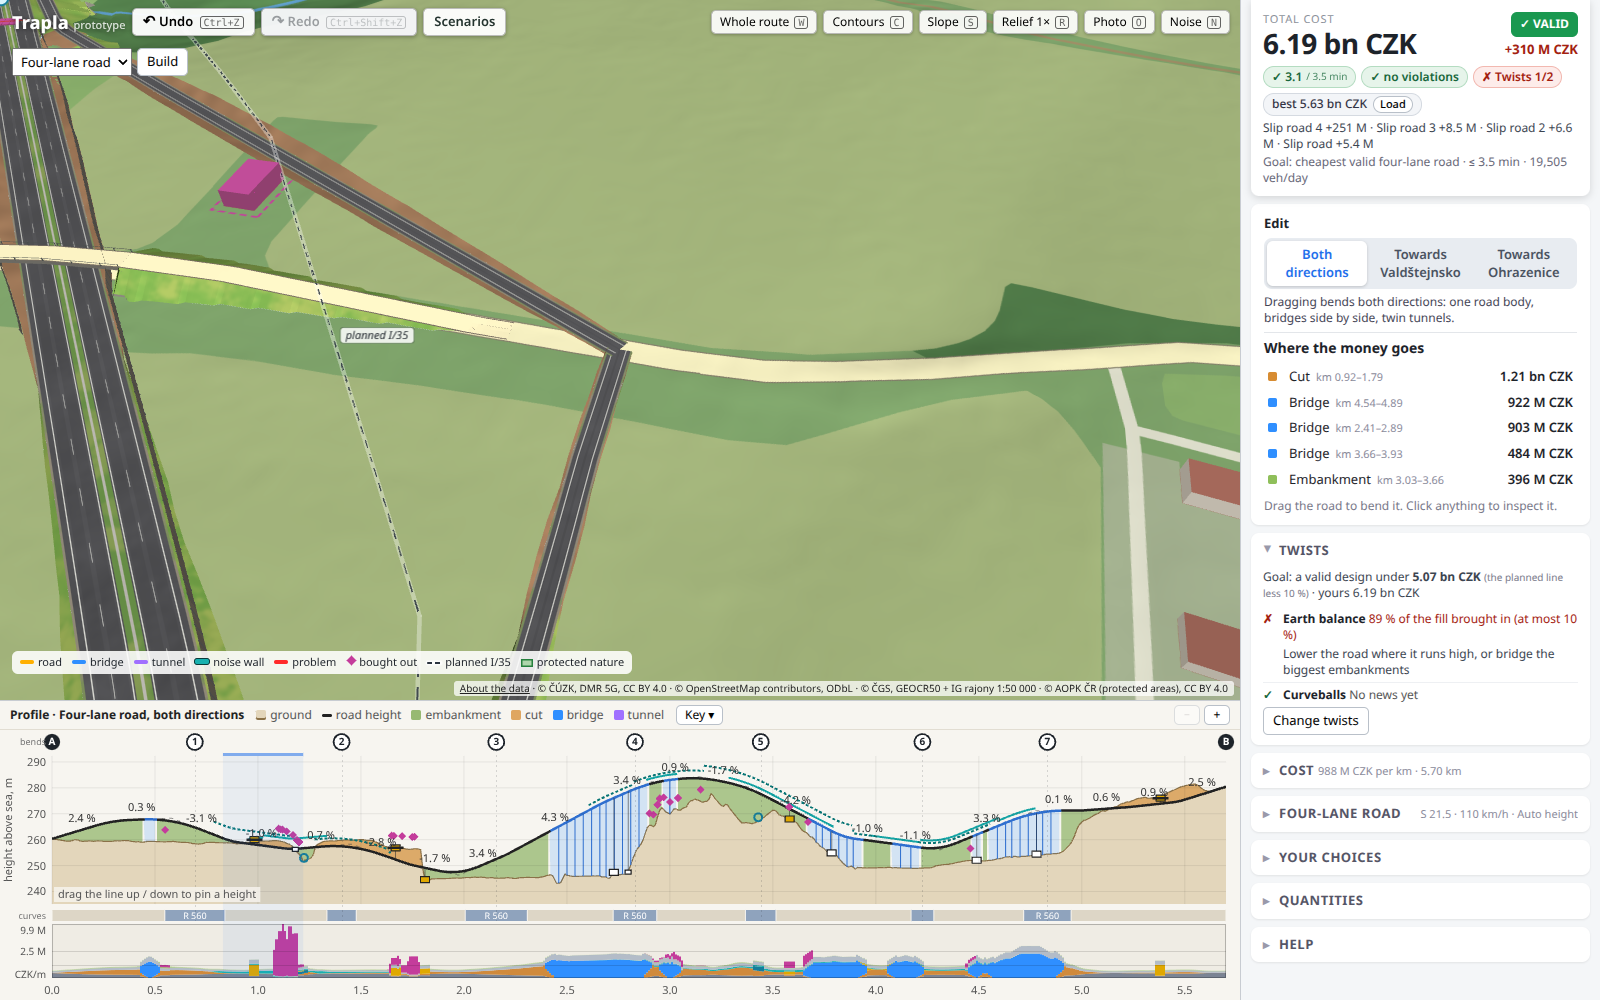 Trapla prototype
↶ Undo Ctrl+Z
↷ Redo Ctrl+Shift+Z
Scenarios
Whole route W
Contours C
Slope S
Relief 1× R
Photo O
Noise N
Four-lane road
Build
planned I/35
road bridge tunnel noise wall problem bought out planned I/35 protected nature
About the data · © ČÚZK, DMR 5G, CC BY 4.0 · © OpenStreetMap contributors, ODbL · © ČGS, GEOCR50 + IG rajony 1:50 000 · © AOPK ČR (protected areas), CC BY 4.0
TOTAL COST
✓ VALID
6.19 bn CZK
+310 M CZK
✓ 3.1 / 3.5 min
✓ no violations
✗ Twists 1/2
best 5.63 bn CZK Load
Slip road 4 +251 M · Slip road 3 +8.5 M · Slip road 2 +6.6
M · Slip road +5.4 M
Goal: cheapest valid four-lane road · ≤ 3.5 min · 19,505
veh/day
Edit
Both
directions
Towards
Valdštejnsko
Towards
Ohrazenice
Dragging bends both directions: one road body,
bridges side by side, twin tunnels.
Where the money goes
Cut km 0.92–1.79 1.21 bn CZK
Bridge km 4.54–4.89 922 M CZK
Bridge km 2.41–2.89 903 M CZK
Bridge km 3.66–3.93 484 M CZK
Embankment km 3.03–3.66 396 M CZK
Drag the road to bend it. Click anything to inspect it.
▼ TWISTS
Goal: a valid design under 5.07 bn CZK (the planned line
less 10 %) · yours 6.19 bn CZK
✗ Earth balance 89 % of the fill brought in (at most 10
%)
Lower the road where it runs high, or bridge the
biggest embankments
✓ Curveballs No news yet
Change twists
▶ COST 988 M CZK per km · 5.70 km
▶ FOUR-LANE ROAD S 21.5 · 110 km/h · Auto height
▶ YOUR CHOICES
▶ QUANTITIES
▶ HELP
Profile · Four-lane road, both directions ground road height embankment cut bridge tunnel Key ▾ − +
bends A 1 2 3 4 5 6 7 B
height above sea, m
290
280
270
260
250
240
2.4 % 0.3 % -3.1 % -1.0 % 0.7 % -2.8 % -1.7 % 3.4 % 4.3 % 3.4 % 0.9 % -1.7 % -4.2 % -1.0 % -1.1 % 3.3 % 0.1 % 0.6 % 0.9 % 2.5 %
drag the line up / down to pin a height
curves R 560 R 560 R 560 R 560
9.9 M
2.5 M
CZK/m
0.0 0.5 1.0 1.5 2.0 2.5 3.0 3.5 4.0 4.5 5.0 5.5